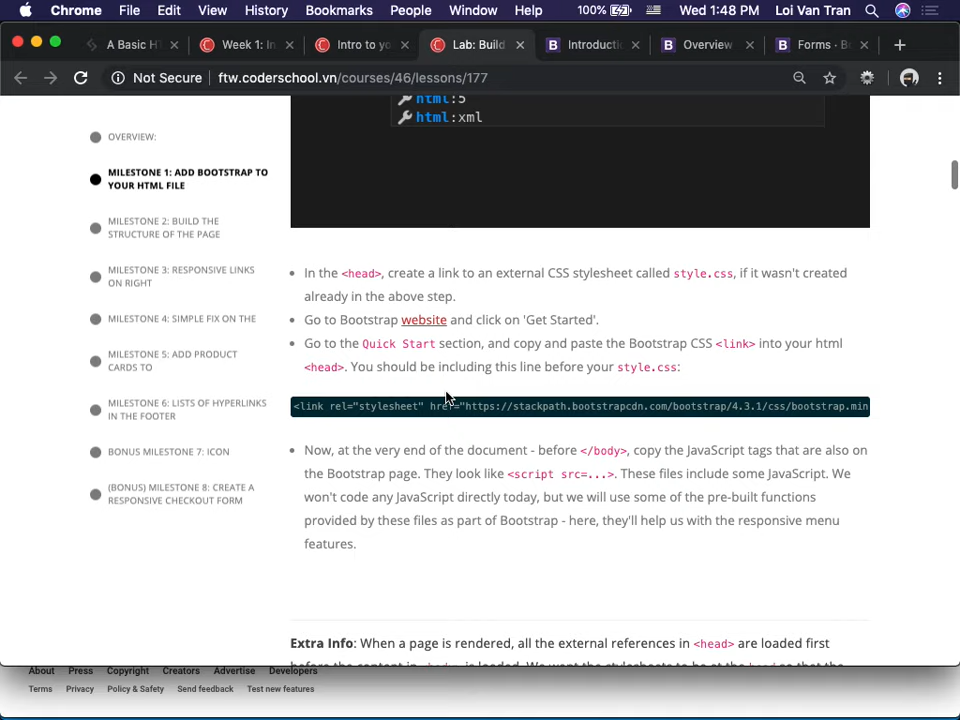 Chrome File Edit View History Bookmarks People Window Help 100% Wed 1:48 PM Loi Van Tran
A Basic HT Week 1: In Intro to yo Lab: Build Introducti Overview Forms · Bo
Not Secure ftw.coderschool.vn/courses/46/lessons/177
html:5
html:xml
OVERVIEW:
MILESTONE 1: ADD BOOTSTRAP TO
YOUR HTML FILE
MILESTONE 2: BUILD THE
STRUCTURE OF THE PAGE
MILESTONE 3: RESPONSIVE LINKS
ON RIGHT
MILESTONE 4: SIMPLE FIX ON THE
MILESTONE 5: ADD PRODUCT
CARDS TO
MILESTONE 6: LISTS OF HYPERLINKS
IN THE FOOTER
BONUS MILESTONE 7: ICON
(BONUS) MILESTONE 8: CREATE A
RESPONSIVE CHECKOUT FORM
In the <head>, create a link to an external CSS stylesheet called style.css, if it wasn't created
already in the above step.
Go to Bootstrap website and click on 'Get Started'.
Go to the Quick Start section, and copy and paste the Bootstrap CSS <link> into your html
<head>. You should be including this line before your style.css:
<link rel="stylesheet" href="https://stackpath.bootstrapcdn.com/bootstrap/4.3.1/css/bootstrap.min
Now, at the very end of the document - before </body>, copy the JavaScript tags that are also on
the Bootstrap page. They look like <script src=...>. These files include some JavaScript. We
won't code any JavaScript directly today, but we will use some of the pre-built functions
provided by these files as part of Bootstrap - here, they'll help us with the responsive menu
features.
Extra Info: When a page is rendered, all the external references in <head> are loaded first
About Press Copyright Creators Advertise Developers
Terms Privacy Policy & Safety Send feedback Test new features